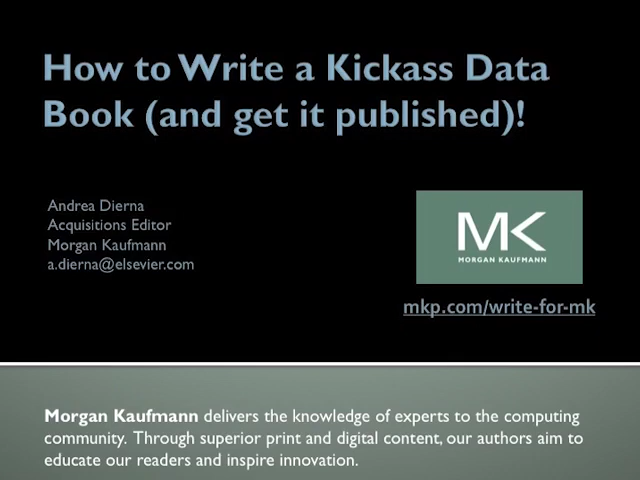 How to Write a Kickass Data
Book (and get it published)!
Andrea Dierna
Acquisitions Editor
Morgan Kaufmann
a.dierna@elsevier.com
MK
MORGAN KAUFMANN
mkp.com/write-for-mk
Morgan Kaufmann delivers the knowledge of experts to the computing
community. Through superior print and digital content, our authors aim to
educate our readers and inspire innovation.